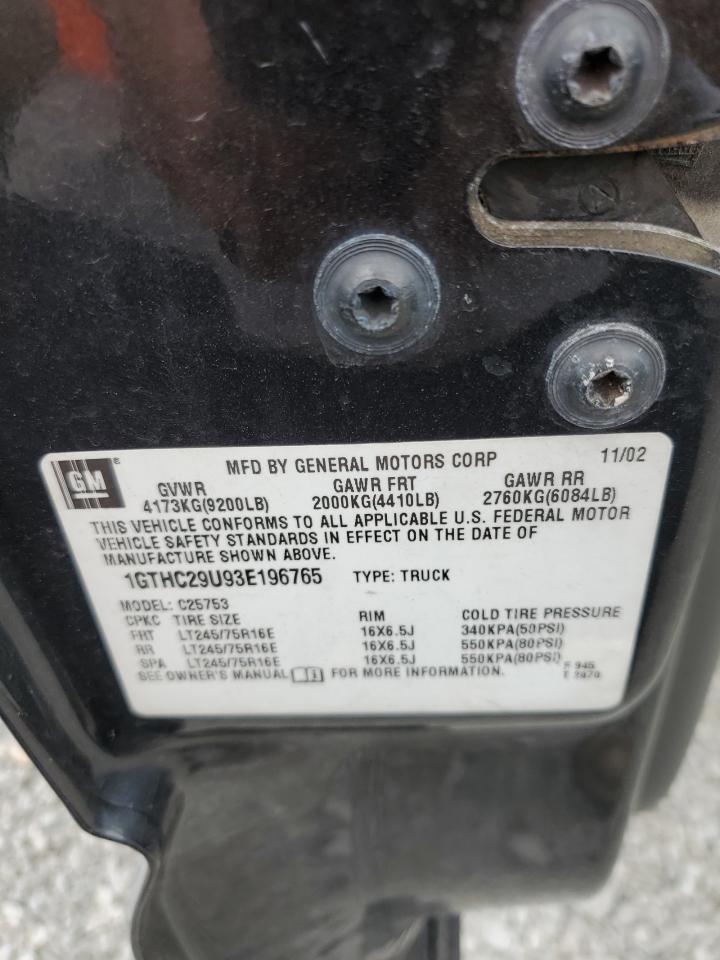 GM ®
MFD BY GENERAL MOTORS CORP 11/02
GVWR GAWR FRT GAWR RR
4173KG(9200LB) 2000KG(4410LB) 2760KG(6084LB)
THIS VEHICLE CONFORMS TO ALL APPLICABLE U.S. FEDERAL MOTOR
VEHICLE SAFETY STANDARDS IN EFFECT ON THE DATE OF
MANUFACTURE SHOWN ABOVE.
1GTHC29U93E196765 TYPE: TRUCK
MODEL: C25753
CPKC TIRE SIZE RIM COLD TIRE PRESSURE
FRT LT245/75R16E 16X6.5J 340KPA(50PSI)
RR LT245/75R16E 16X6.5J 550KPA(80PSI)
SPA LT245/75R16E 16X6.5J 550KPA(80PSI)
SEE OWNER'S MANUAL FOR MORE INFORMATION.